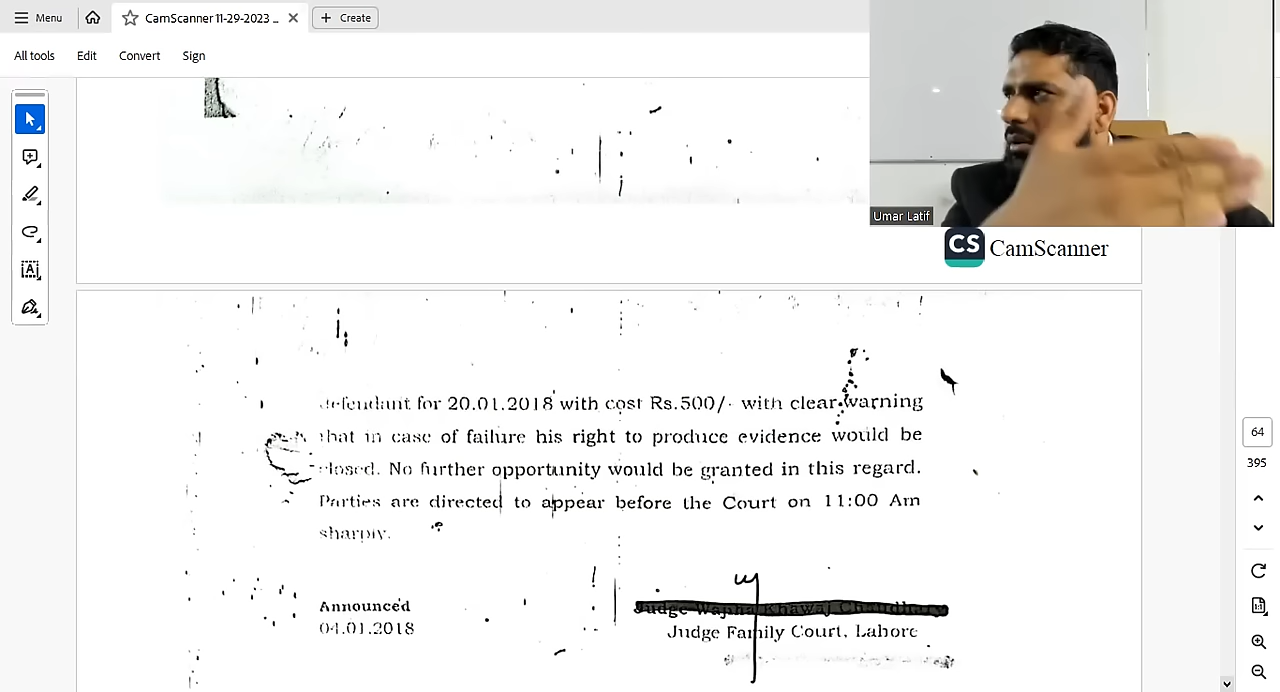 Menu
CamScanner 11-29-2023 ...
Create
All tools
Edit
Convert
Sign
Umar Latif
CS CamScanner
defendant for 20.01.2018 with cost Rs.500/- with clear warning
that in case of failure his right to produce evidence would be
closed. No further opportunity would be granted in this regard.
Parties are directed to appear before the Court on 11:00 Am
sharply.
Announced
04.01.2018
Judge Family Court, Lahore
64
395